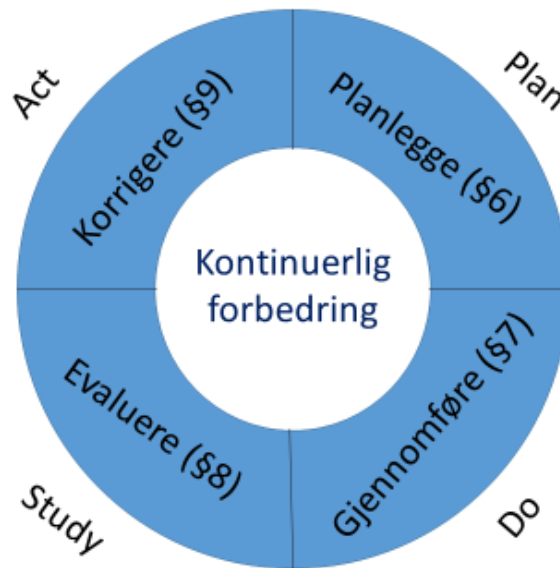 Act
Plan
Korrigere (§9)
Planlegge (§6)
Kontinuerlig
forbedring
Evaluere (§8)
Gjennomføre (§7)
Study
Do